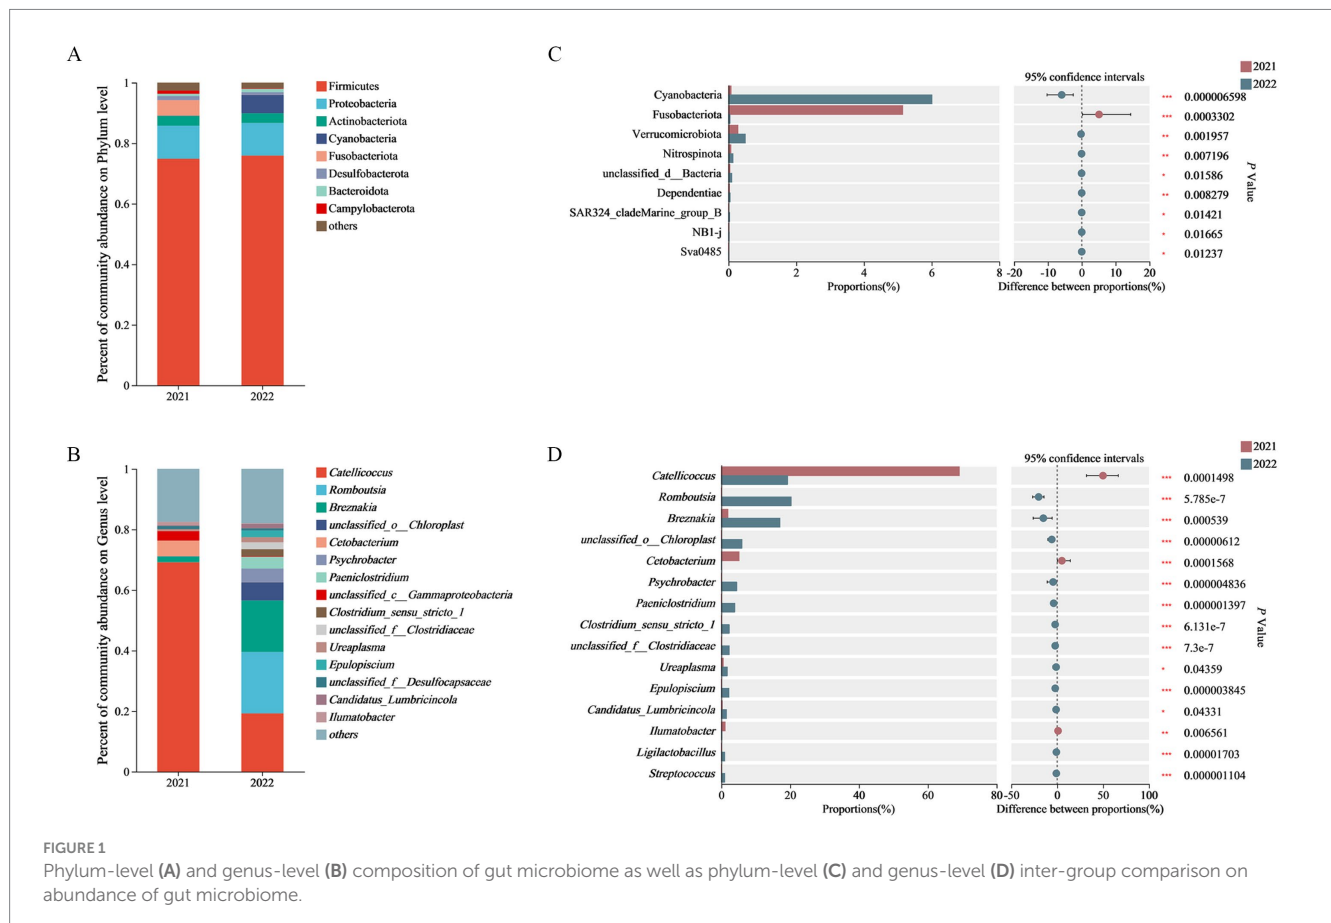 A
Percent of community abundance on Phylum level
1
0.8
0.6
0.4
0.2
0
2021
2022
Firmicutes
Proteobacteria
Actinobacteriota
Cyanobacteria
Fusobacteriota
Desulfobacterota
Bacteroidota
Campylobacterota
others
C
2021
2022
95% confidence intervals
Cyanobacteria
Fusobacteriota
Verrucomicrobiota
Nitrospinota
unclassified_d__Bacteria
Dependentiae
SAR324_cladeMarine_group_B
NB1-j
Sva0485
0
2
4
6
8
Proportions(%)
-20
-10
0
10
20
Difference between proportions(%)
*** 0.000006598
*** 0.0003302
** 0.001957
** 0.007196
* 0.01586
** 0.008279
* 0.01421
* 0.01665
* 0.01237
P Value
B
Percent of community abundance on Genus level
1
0.8
0.6
0.4
0.2
0
2021
2022
Catellicoccus
Romboutsia
Breznakia
unclassified_o__Chloroplast
Cetobacterium
Psychrobacter
Paeniclostridium
unclassified_c__Gammaproteobacteria
Clostridium_sensu_stricto_1
unclassified_f__Clostridiaceae
Ureaplasma
Epulopiscium
unclassified_f__Desulfocapsaceae
Candidatus_Lumbricincola
Ilumatobacter
others
D
2021
2022
95% confidence intervals
Catellicoccus
Romboutsia
Breznakia
unclassified_o__Chloroplast
Cetobacterium
Psychrobacter
Paeniclostridium
Clostridium_sensu_stricto_1
unclassified_f__Clostridiaceae
Ureaplasma
Epulopiscium
Candidatus_Lumbricincola
Ilumatobacter
Ligilactobacillus
Streptococcus
0
20
40
60
80
Proportions(%)
-50
0
50
100
Difference between proportions(%)
*** 0.0001498
*** 5.785e-7
*** 0.000539
*** 0.00000612
*** 0.0001568
*** 0.000004836
*** 0.000001397
*** 6.131e-7
*** 7.3e-7
* 0.04359
*** 0.000003845
* 0.04331
** 0.006561
*** 0.00001703
*** 0.000001104
P Value
FIGURE 1
Phylum-level (A) and genus-level (B) composition of gut microbiome as well as phylum-level (C) and genus-level (D) inter-group comparison on
abundance of gut microbiome.